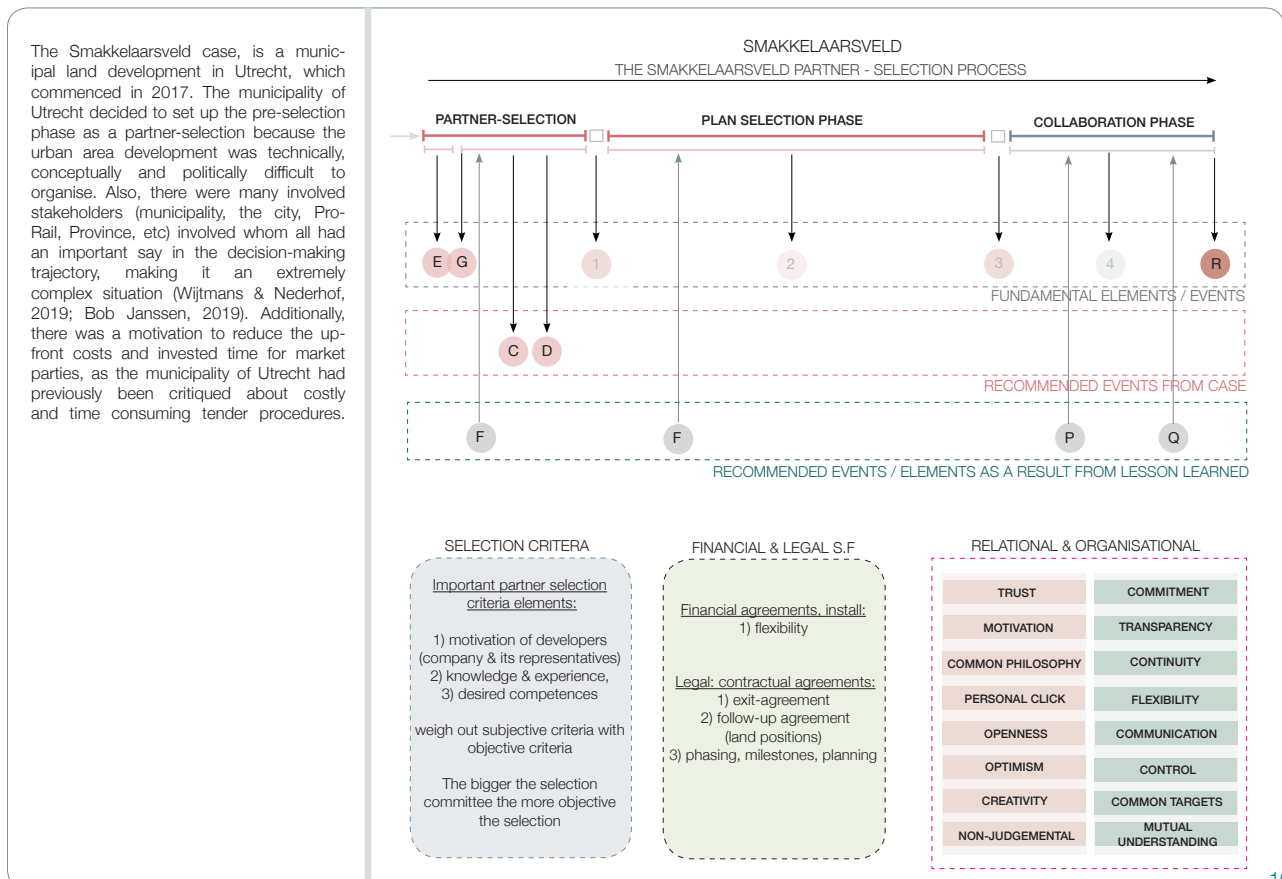 The Smakkelaarsveld case, is a munic-
ipal land development in Utrecht, which
commenced in 2017. The municipality of
Utrecht decided to set up the pre-selection
phase as a partner-selection because the
urban area development was technically,
conceptually and politically difficult to
organise. Also, there were many involved
stakeholders (municipality, the city, Pro-
Rail, Province, etc) involved whom all had
an important say in the decision-making
trajectory, making it an extremely
complex situation (Wijtmans & Nederhof,
2019; Bob Janssen, 2019). Additionally,
there was a motivation to reduce the up-
front costs and invested time for market
parties, as the municipality of Utrecht had
previously been critiqued about costly
and time consuming tender procedures.
SMAKKELAARSVELD
THE SMAKKELAARSVELD PARTNER - SELECTION PROCESS
PARTNER-SELECTION
PLAN SELECTION PHASE
COLLABORATION PHASE
E G 1 2 3 4 R
FUNDAMENTAL ELEMENTS / EVENTS
C D
RECOMMENDED EVENTS FROM CASE
F F P Q
RECOMMENDED EVENTS / ELEMENTS AS A RESULT FROM LESSON LEARNED
SELECTION CRITERA
Important partner selection
criteria elements:
1) motivation of developers
(company & its representatives)
2) knowledge & experience,
3) desired competences
weigh out subjective criteria with
objective criteria
The bigger the selection
committee the more objective
the selection
FINANCIAL & LEGAL S.F
Financial agreements, install:
1) flexibility
Legal: contractual agreements:
1) exit-agreement
2) follow-up agreement
(land positions)
3) phasing, milestones, planning
RELATIONAL & ORGANISATIONAL
TRUST
MOTIVATION
COMMON PHILOSOPHY
PERSONAL CLICK
OPENNESS
OPTIMISM
CREATIVITY
NON-JUDGEMENTAL
COMMITMENT
TRANSPARENCY
CONTINUITY
FLEXIBILITY
COMMUNICATION
CONTROL
COMMON TARGETS
MUTUAL
UNDERSTANDING